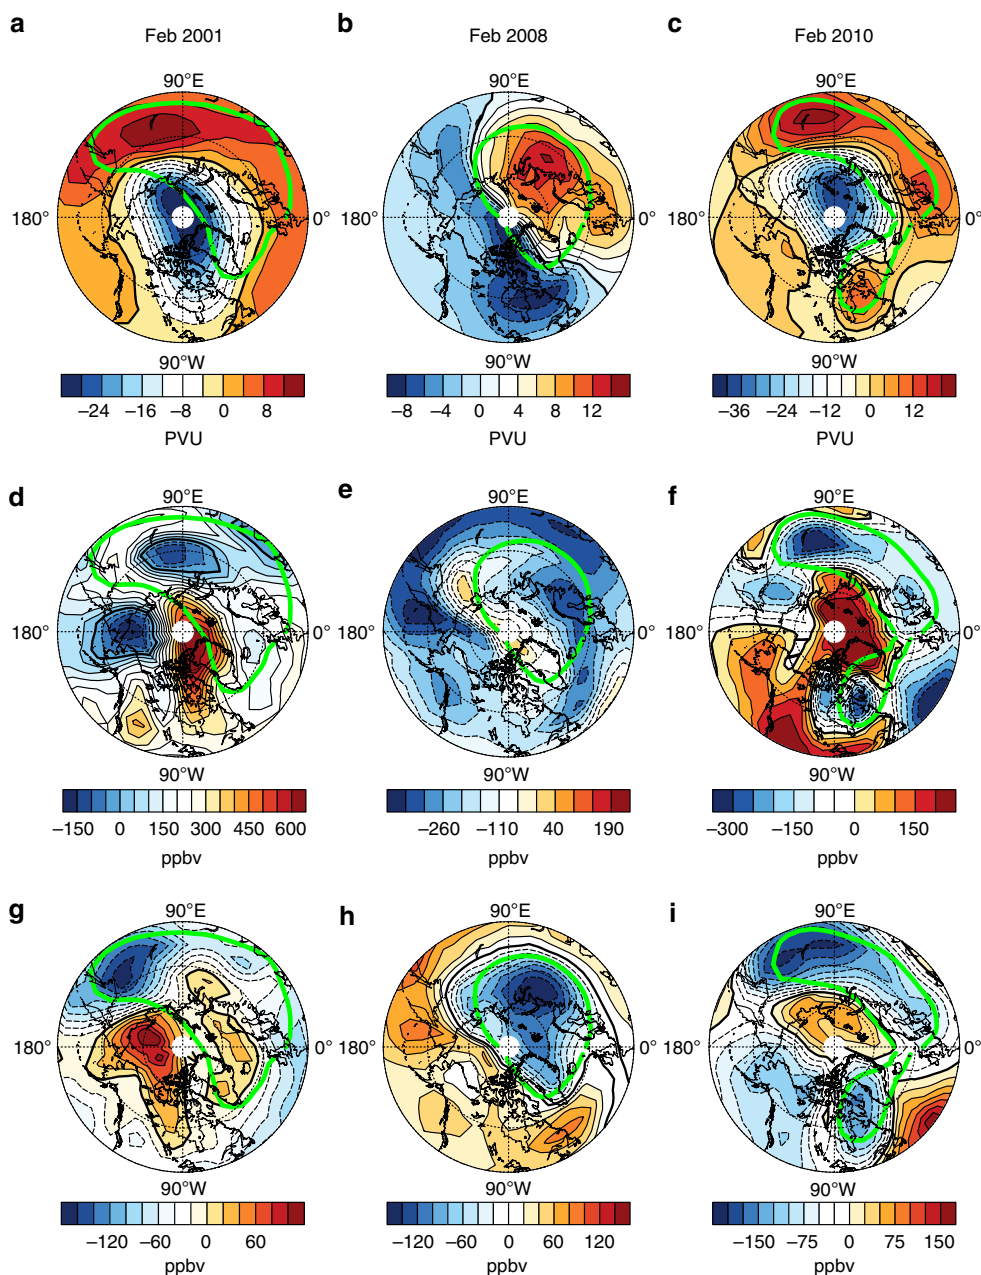 a b c
Feb 2001 Feb 2008 Feb 2010
90°E 90°E 90°E
180° 0° 180° 0° 180° 0°
90°W 90°W 90°W
−24 −16 −8 0 8 −8 −4 0 4 8 12 −36 −24 −12 0 12
PVU PVU PVU
d e f
90°E 90°E 90°E
180° 0° 180° 0° 180° 0°
90°W 90°W 90°W
−150 0 150 300 450 600 −260 −110 40 190 −300 −150 0 150
ppbv ppbv ppbv
g h i
90°E 90°E 90°E
180° 0° 180° 0° 180° 0°
90°W 90°W 90°W
−120 −60 0 60 −120 −60 0 60 120 −150 −75 0 75 150
ppbv ppbv ppbv